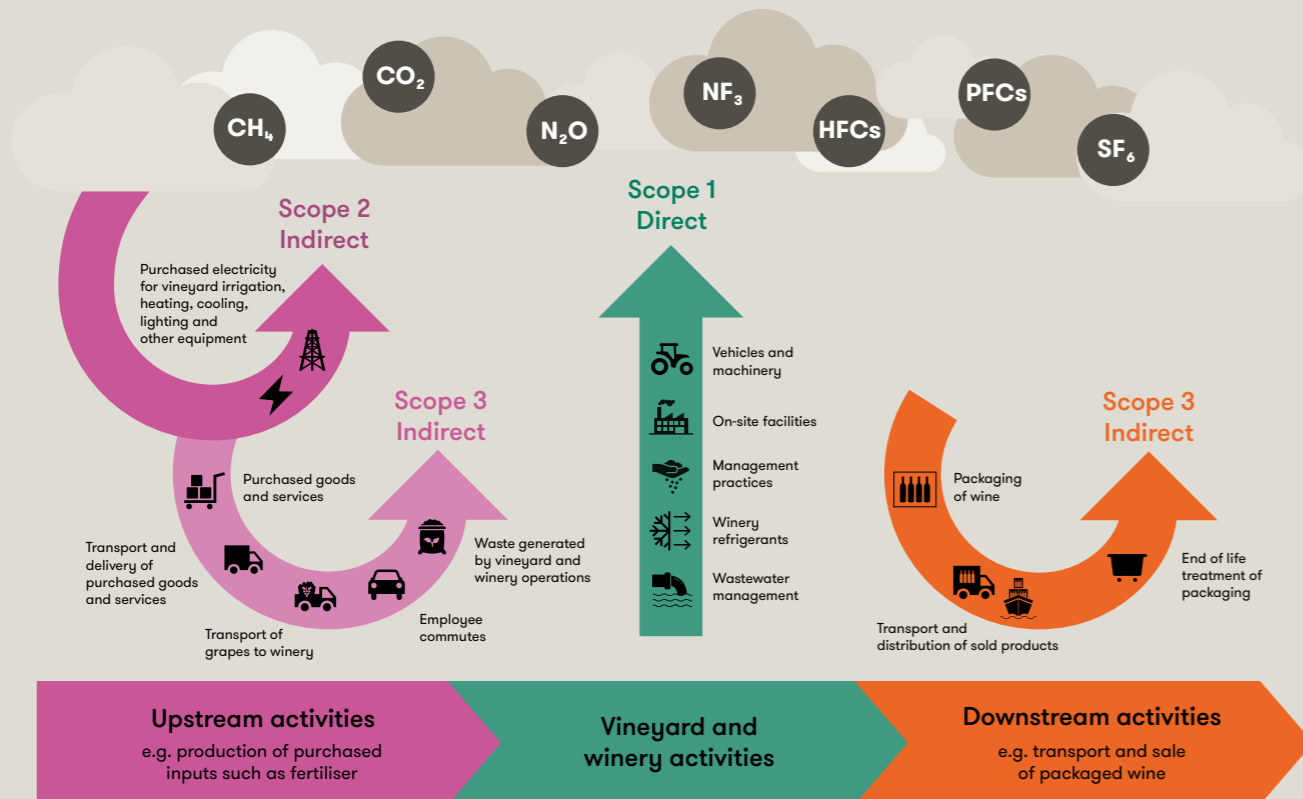 CH₄
CO₂
N₂O
NF₃
HFCs
PFCs
SF₆
Scope 2
Indirect
Purchased electricity
for vineyard irrigation,
heating, cooling,
lighting and
other equipment
Scope 3
Indirect
Purchased goods
and services
Transport and
delivery of
purchased goods
and services
Transport of
grapes to winery
Employee
commutes
Waste generated
by vineyard and
winery operations
Scope 1
Direct
Vehicles and
machinery
On-site facilities
Management
practices
Winery
refrigerants
Wastewater
management
Scope 3
Indirect
Packaging
of wine
Transport and
distribution of sold products
End of life
treatment of
packaging
Upstream activities
e.g. production of purchased
inputs such as fertiliser
Vineyard and
winery activities
Downstream activities
e.g. transport and sale
of packaged wine